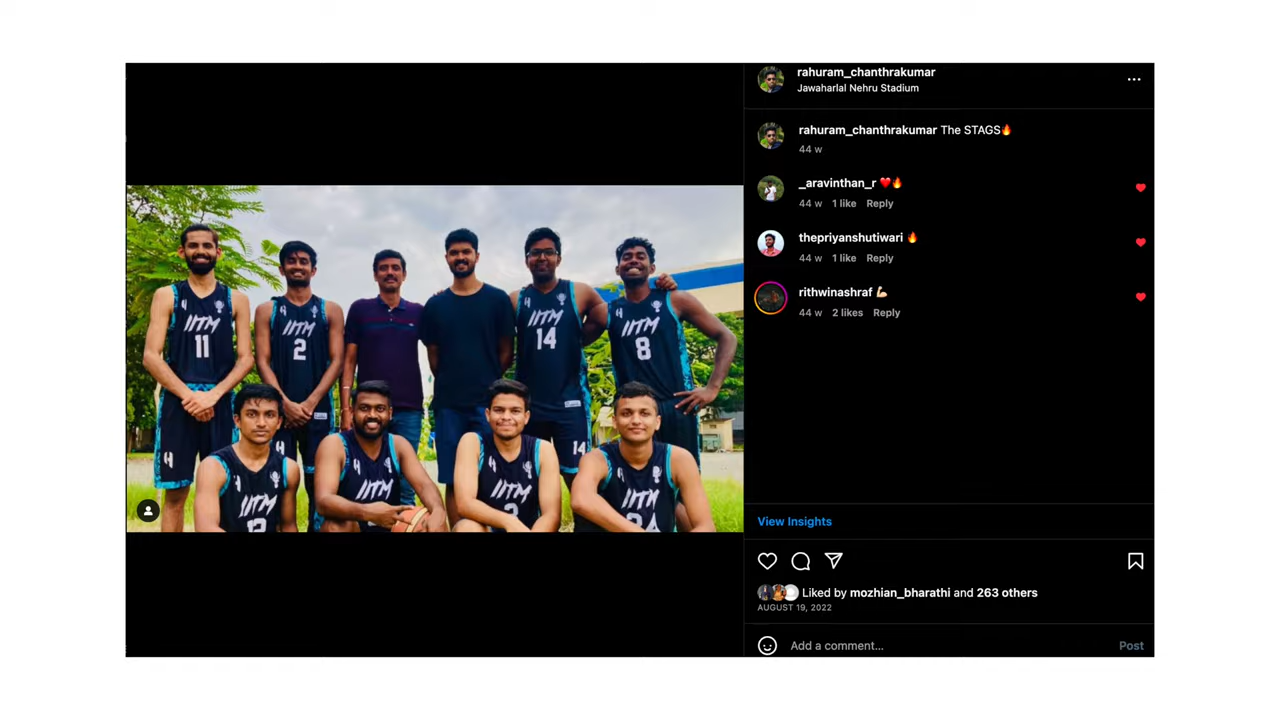 rahuram_chanthrakumar
Jawaharlal Nehru Stadium
rahuram_chanthrakumar The STAGS🔥
44 w
_aravinthan_r ❤️🔥
44 w 1 like Reply
thepriyanshutiwari 🔥
44 w 1 like Reply
rithwinashraf 💪🏻
44 w 2 likes Reply
IITM
11
IITM
2
IITM
14
IITM
8
14
IITM
IITM
IITM
IITM
View Insights
Liked by mozhian_bharathi and 263 others
AUGUST 19, 2022
Add a comment... Post